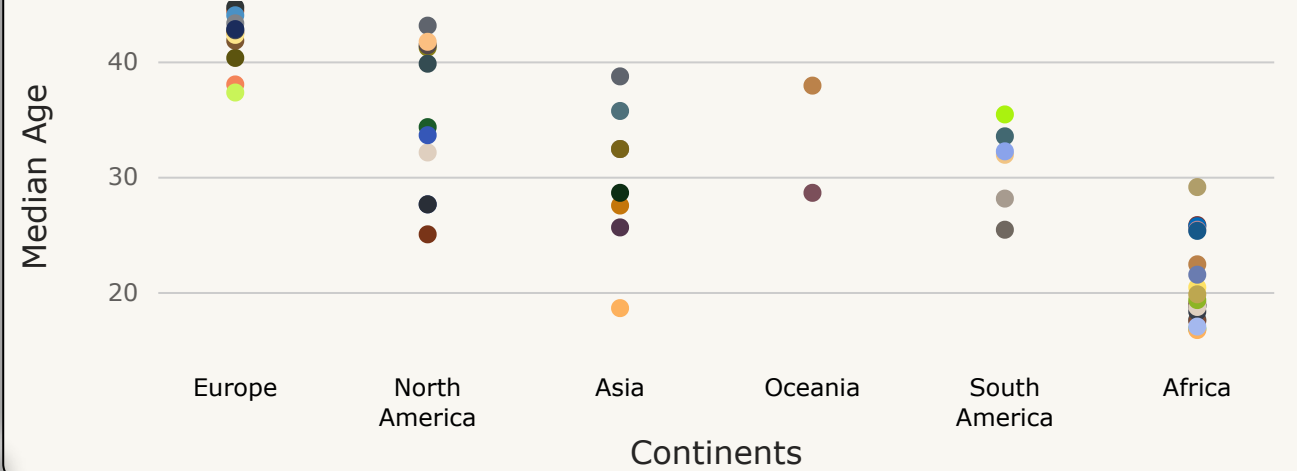 40
30
20
Median Age
Europe
North
America
Asia
Oceania
South
America
Africa
Continents